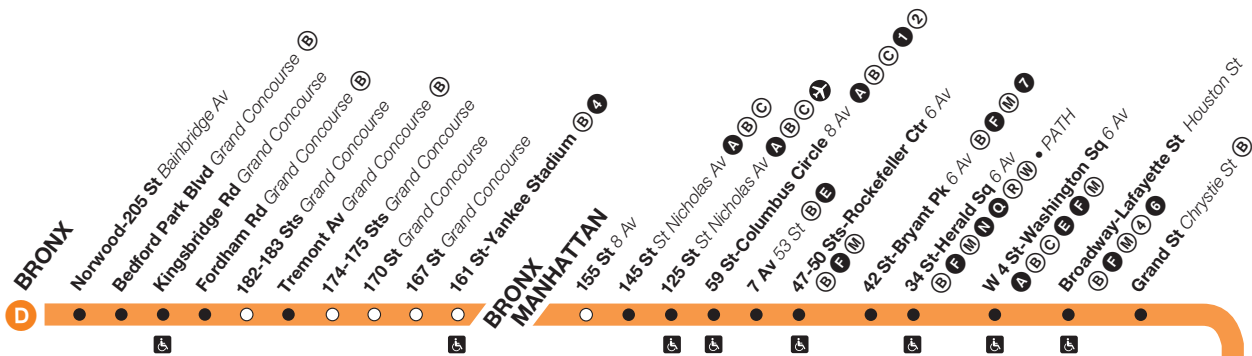 BRONX
D
Norwood–205 St Bainbridge Av
Bedford Park Blvd Grand Concourse B
Kingsbridge Rd Grand Concourse
Fordham Rd Grand Concourse B
182–183 Sts Grand Concourse
Tremont Av Grand Concourse B
174–175 Sts Grand Concourse
170 St Grand Concourse
167 St Grand Concourse
161 St–Yankee Stadium B 4
BRONX
MANHATTAN
155 St 8 Av
145 St St Nicholas Av A B C
125 St St Nicholas Av A B C
59 St–Columbus Circle 8 Av A B C 1 2
7 Av 53 St B E
47–50 Sts–Rockefeller Ctr 6 Av
B F M
42 St–Bryant Pk 6 Av B F M 7
34 St–Herald Sq 6 Av
B F M N Q R W • PATH
W 4 St–Washington Sq 6 Av
A B C E F M
Broadway–Lafayette St Houston St
B F M 4 6
Grand St Chrystie St B